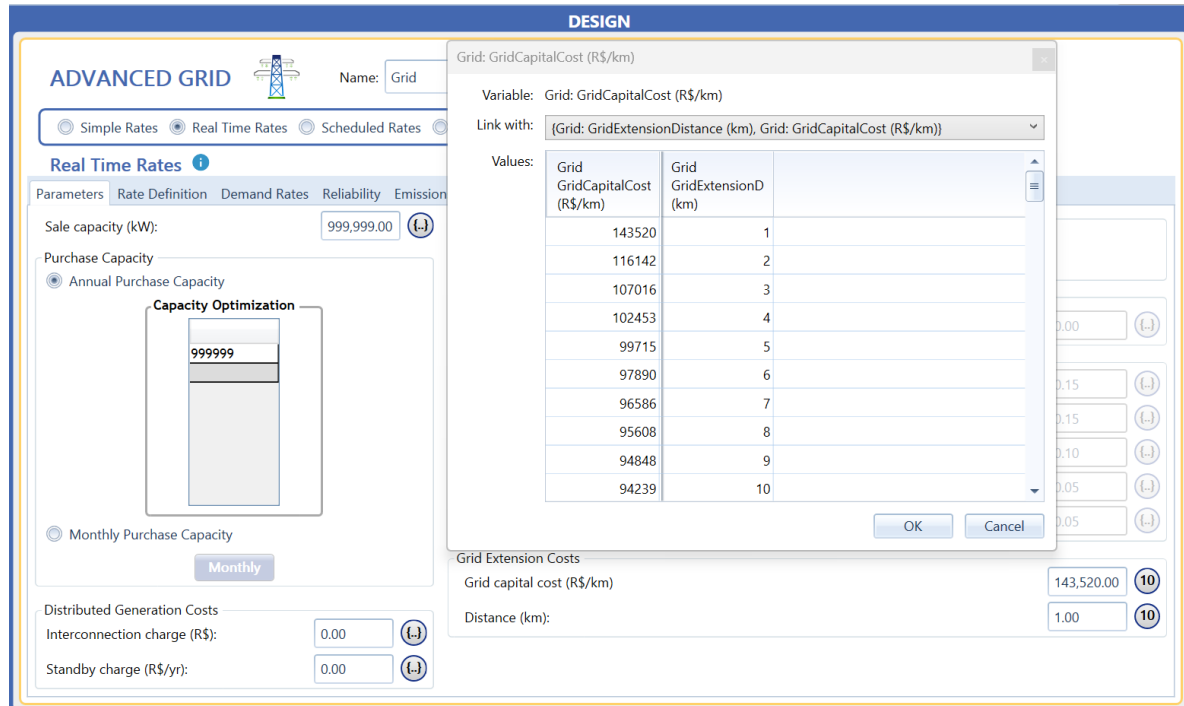 DESIGN
ADVANCED GRID
Name: Grid
Simple Rates Real Time Rates Scheduled Rates
Real Time Rates i
Parameters Rate Definition Demand Rates Reliability Emission
Sale capacity (kW): 999,999.00 {..}
Purchase Capacity
Annual Purchase Capacity
Capacity Optimization
999999
Monthly Purchase Capacity
Monthly
Distributed Generation Costs
Interconnection charge (R$): 0.00 {..}
Standby charge (R$/yr): 0.00 {..}
Grid: GridCapitalCost (R$/km)
x
Variable: Grid: GridCapitalCost (R$/km)
Link with: {Grid: GridExtensionDistance (km), Grid: GridCapitalCost (R$/km)}
Values:
Grid GridCapitalCost (R$/km) Grid GridExtensionD (km)
143520 1
116142 2
107016 3
102453 4
99715 5
97890 6
96586 7
95608 8
94848 9
94239 10
OK Cancel
0.00 {..}
0.15 {..}
0.15 {..}
0.10 {..}
0.05 {..}
0.05 {..}
Grid Extension Costs
Grid capital cost (R$/km) 143,520.00 10
Distance (km): 1.00 10